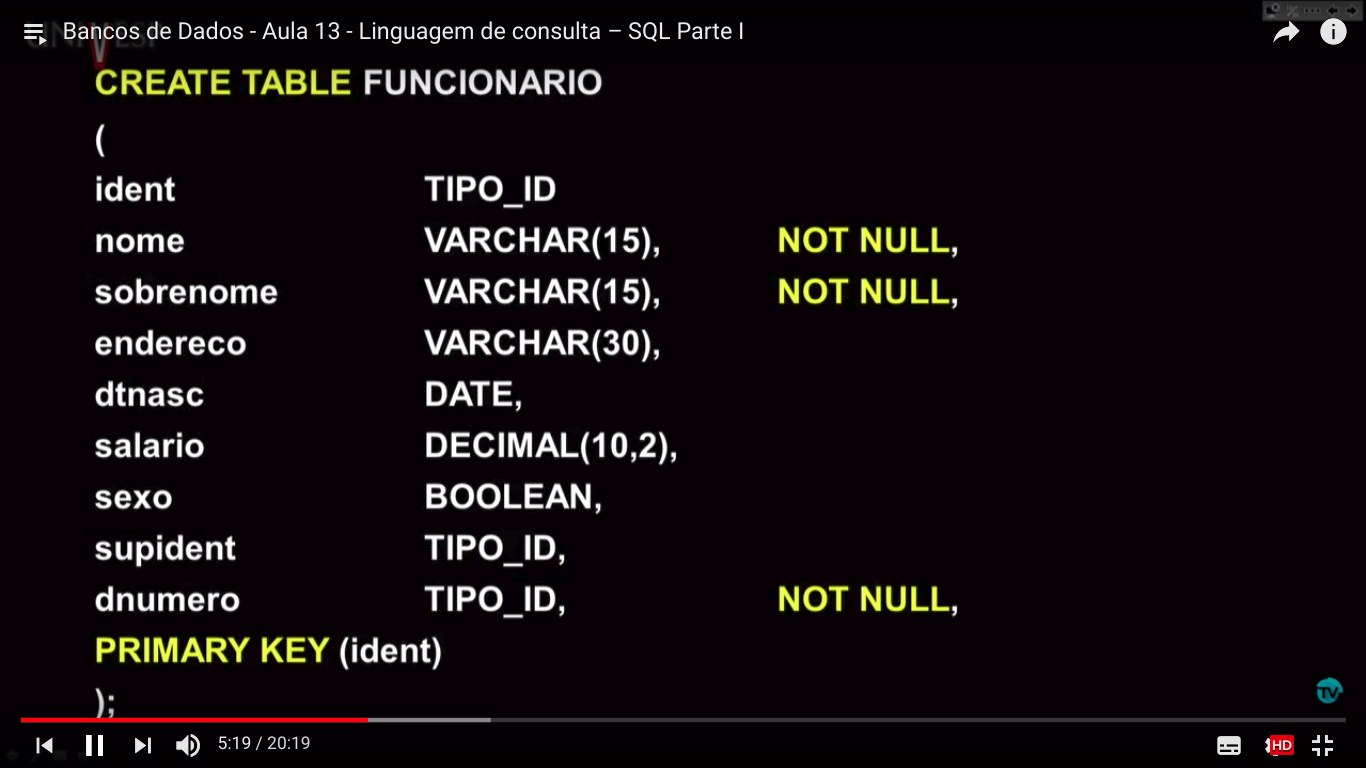 Bancos de Dados - Aula 13 - Linguagem de consulta – SQL Parte I
CREATE TABLE FUNCIONARIO
(
ident TIPO_ID
nome VARCHAR(15), NOT NULL,
sobrenome VARCHAR(15), NOT NULL,
endereco VARCHAR(30),
dtnasc DATE,
salario DECIMAL(10,2),
sexo BOOLEAN,
supident TIPO_ID,
dnumero TIPO_ID, NOT NULL,
PRIMARY KEY (ident)
);
TV
5:19 / 20:19
HD